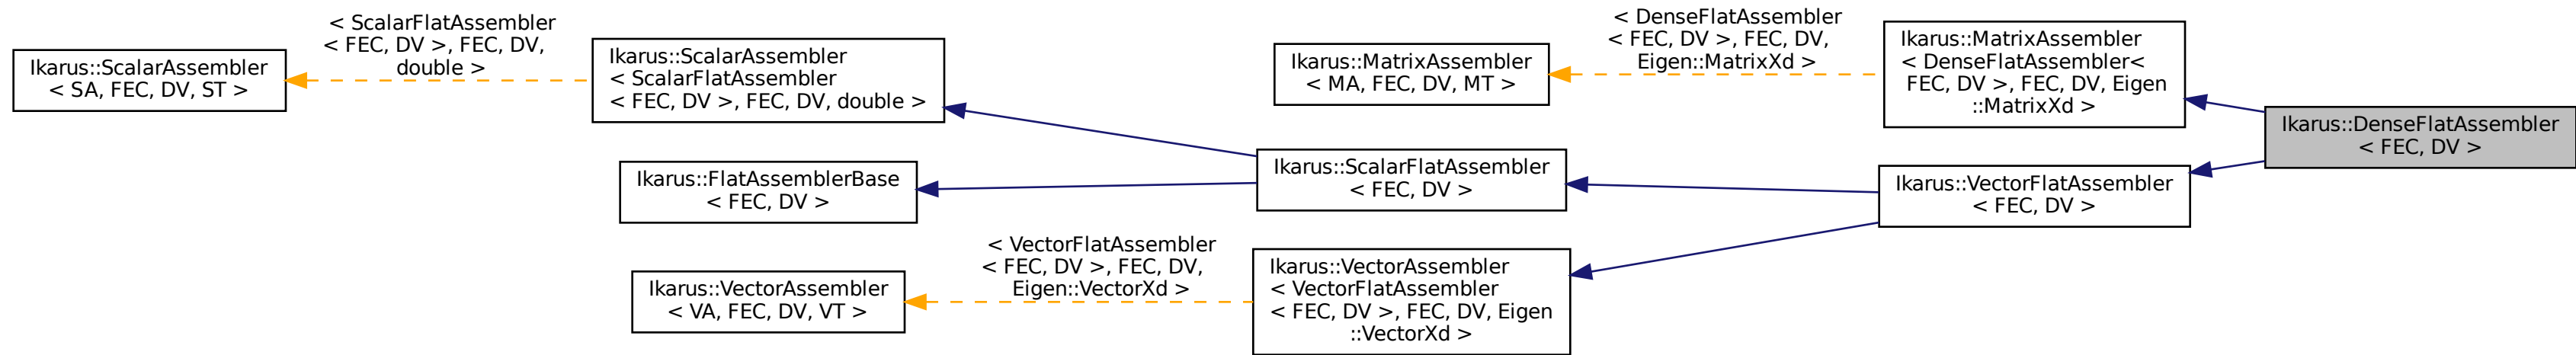 Ikarus::ScalarAssembler
< SA, FEC, DV, ST >
< ScalarFlatAssembler
< FEC, DV >, FEC, DV,
double >
Ikarus::ScalarAssembler
< ScalarFlatAssembler
< FEC, DV >, FEC, DV, double >
Ikarus::FlatAssemblerBase
< FEC, DV >
Ikarus::VectorAssembler
< VA, FEC, DV, VT >
< VectorFlatAssembler
< FEC, DV >, FEC, DV,
Eigen::VectorXd >
Ikarus::MatrixAssembler
< MA, FEC, DV, MT >
Ikarus::ScalarFlatAssembler
< FEC, DV >
Ikarus::VectorAssembler
< VectorFlatAssembler
< FEC, DV >, FEC, DV, Eigen
::VectorXd >
< DenseFlatAssembler
< FEC, DV >, FEC, DV,
Eigen::MatrixXd >
Ikarus::MatrixAssembler
< DenseFlatAssembler<
FEC, DV >, FEC, DV, Eigen
::MatrixXd >
Ikarus::VectorFlatAssembler
< FEC, DV >
Ikarus::DenseFlatAssembler
< FEC, DV >